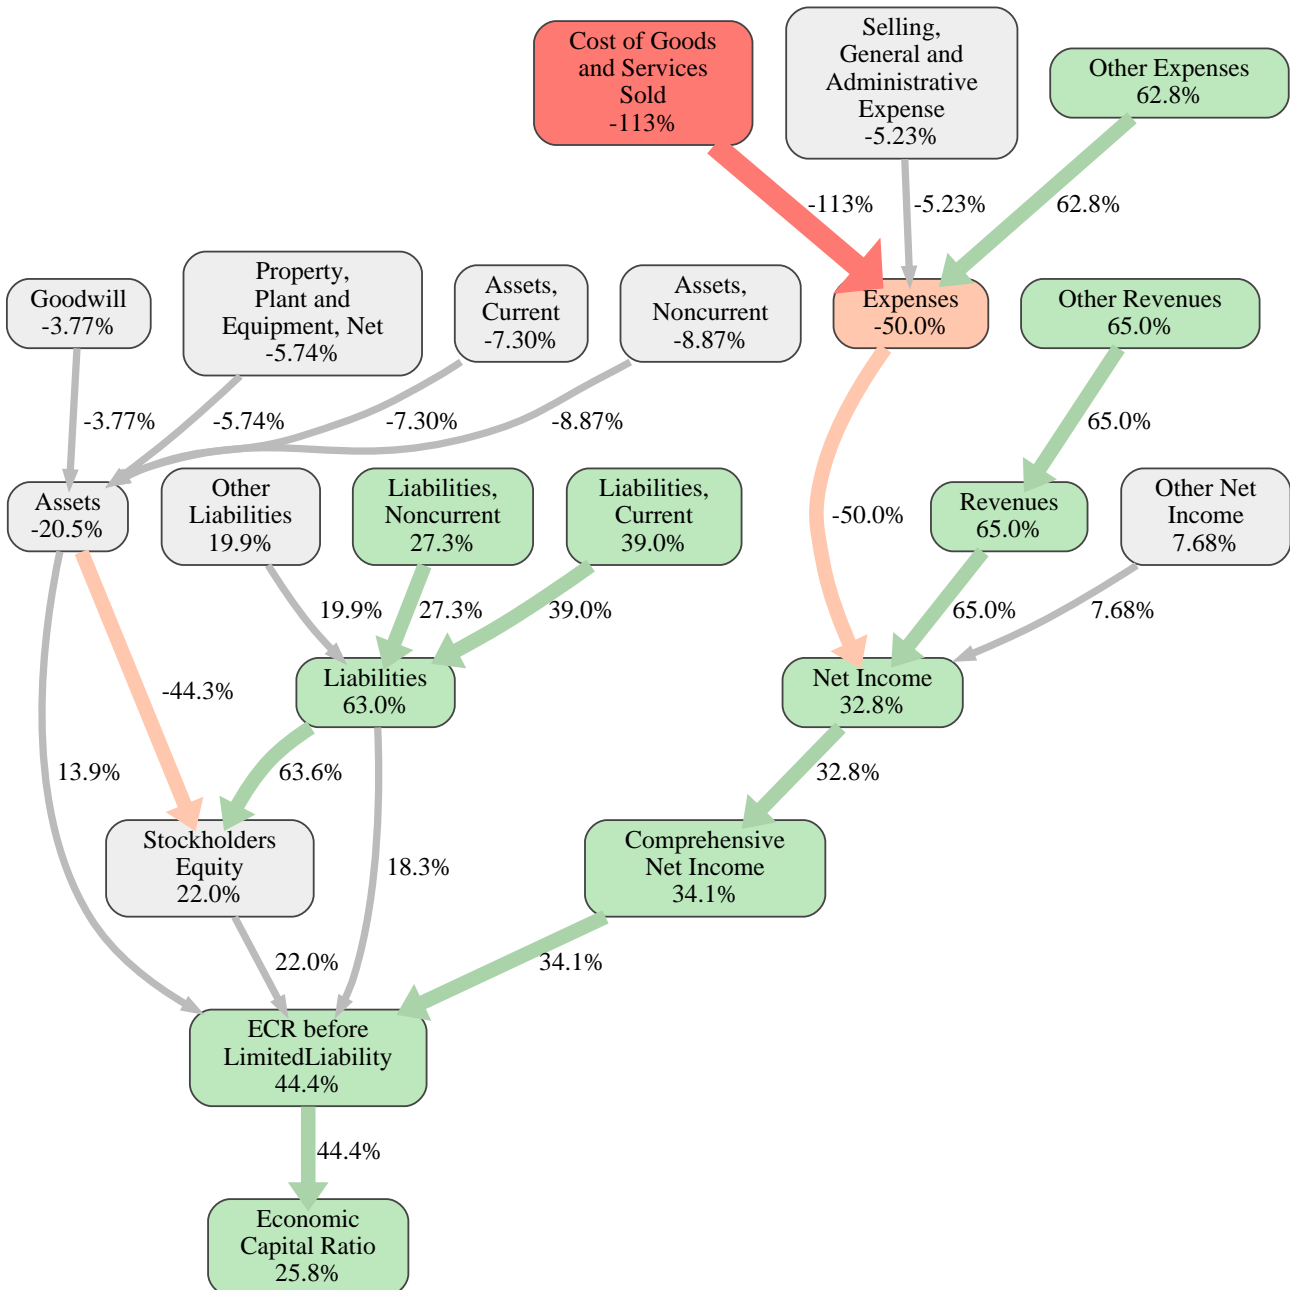 Cost of Goods
and Services
Sold
-113%
Selling,
General and
Administrative
Expense
-5.23%
Other Expenses
62.8%
-113%
-5.23%
62.8%
Goodwill
-3.77%
Property,
Plant and
Equipment, Net
-5.74%
Assets,
Current
-7.30%
Assets,
Noncurrent
-8.87%
Expenses
-50.0%
Other Revenues
65.0%
-3.77%
-5.74%
-7.30%
-8.87%
65.0%
Assets
-20.5%
Other
Liabilities
19.9%
Liabilities,
Noncurrent
27.3%
Liabilities,
Current
39.0%
-50.0%
Revenues
65.0%
Other Net
Income
7.68%
19.9%
27.3%
39.0%
65.0%
7.68%
-44.3%
Liabilities
63.0%
Net Income
32.8%
13.9%
63.6%
32.8%
Stockholders
Equity
22.0%
18.3%
Comprehensive
Net Income
34.1%
22.0%
34.1%
ECR before
LimitedLiability
44.4%
44.4%
Economic
Capital Ratio
25.8%